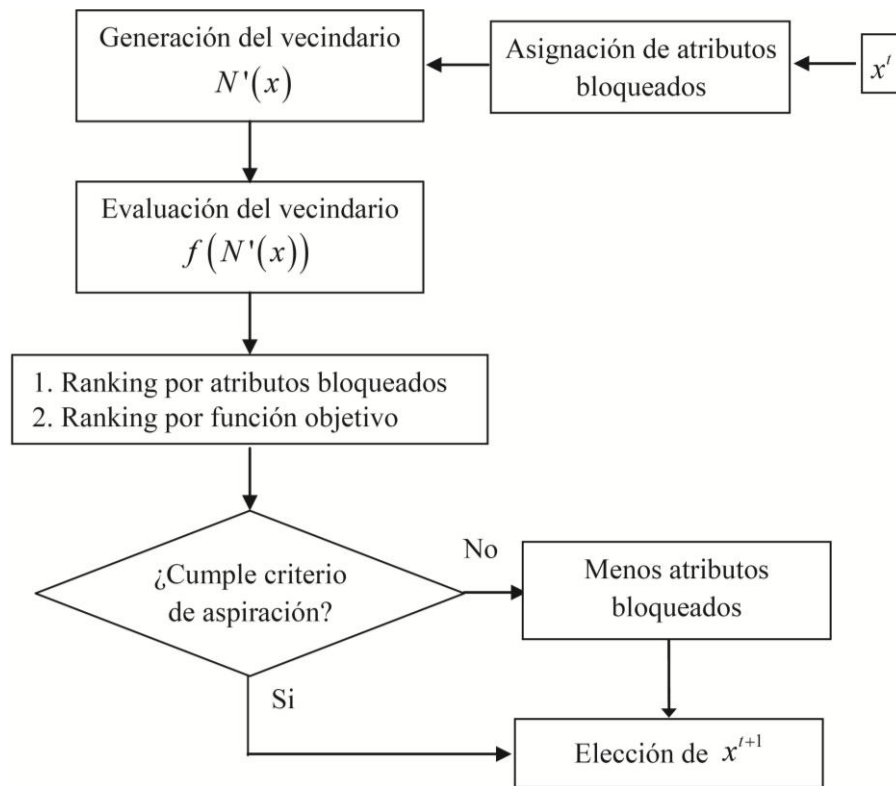 Generación del vecindario
N'(x)
Asignación de atributos
bloqueados
x^t
Evaluación del vecindario
f(N'(x))
1. Ranking por atributos bloqueados
2. Ranking por función objetivo
¿Cumple criterio
de aspiración?
No
Menos atributos
bloqueados
Si
Elección de x^{t+1}